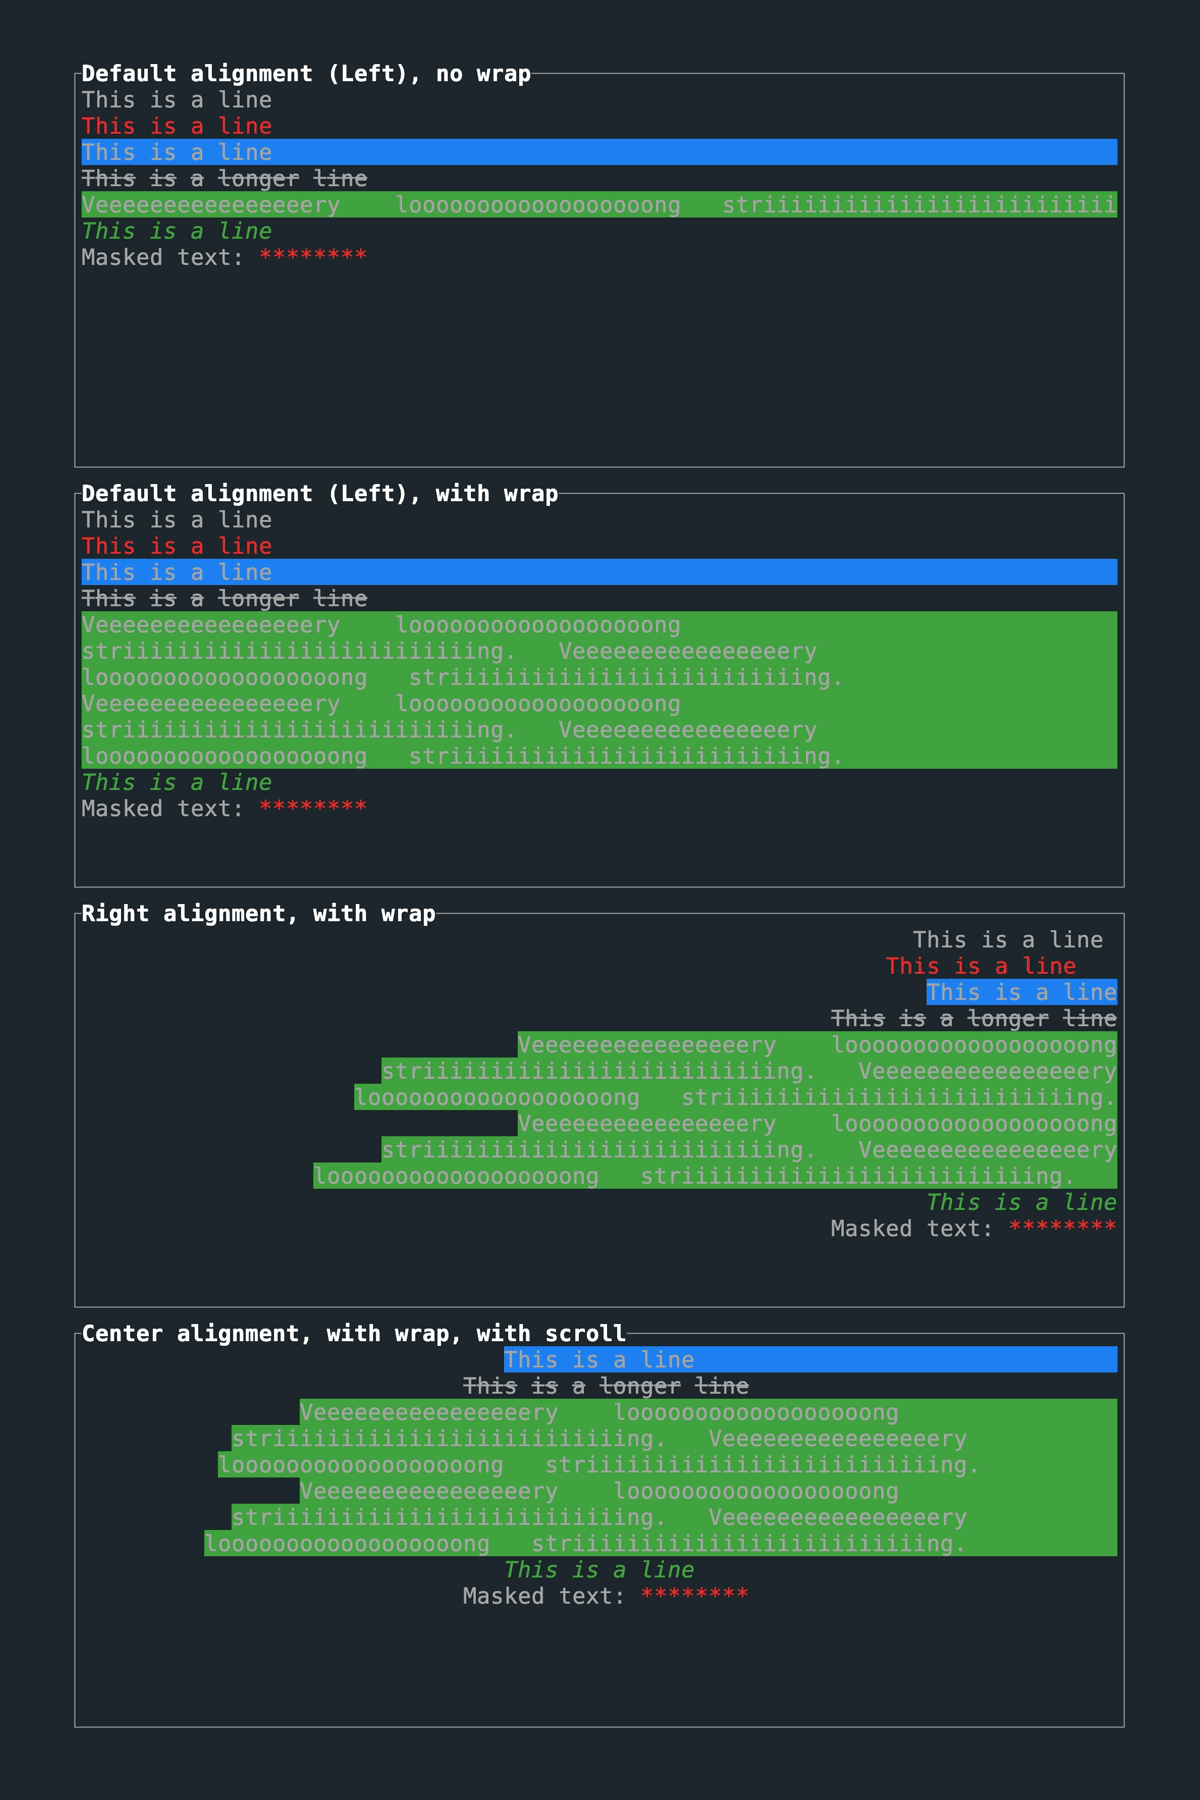 Default alignment (Left), no wrap
This is a line
This is a line
This is a line
This is a longer line
Veeeeeeeeeeeeeeeery    loooooooooooooooooong   striiiiiiiiiiiiiiiiiiiiiiiiii
This is a line
Masked text: ********
Default alignment (Left), with wrap
This is a line
This is a line
This is a line
This is a longer line
Veeeeeeeeeeeeeeeery    loooooooooooooooooong
striiiiiiiiiiiiiiiiiiiiiiiiiing.   Veeeeeeeeeeeeeeeery
loooooooooooooooooong   striiiiiiiiiiiiiiiiiiiiiiiiiing.
Veeeeeeeeeeeeeeeery    loooooooooooooooooong
striiiiiiiiiiiiiiiiiiiiiiiiiing.   Veeeeeeeeeeeeeeeery
loooooooooooooooooong   striiiiiiiiiiiiiiiiiiiiiiiiiing.
This is a line
Masked text: ********
Right alignment, with wrap
This is a line
This is a line
This is a line
This is a longer line
Veeeeeeeeeeeeeeeery    loooooooooooooooooong
striiiiiiiiiiiiiiiiiiiiiiiiiing.   Veeeeeeeeeeeeeeeery
loooooooooooooooooong   striiiiiiiiiiiiiiiiiiiiiiiiiing.
Veeeeeeeeeeeeeeeery    loooooooooooooooooong
striiiiiiiiiiiiiiiiiiiiiiiiiing.   Veeeeeeeeeeeeeeeery
loooooooooooooooooong   striiiiiiiiiiiiiiiiiiiiiiiiiing.
This is a line
Masked text: ********
Center alignment, with wrap, with scroll
This is a line
This is a longer line
Veeeeeeeeeeeeeeeery    loooooooooooooooooong
striiiiiiiiiiiiiiiiiiiiiiiiiing.   Veeeeeeeeeeeeeeeery
loooooooooooooooooong   striiiiiiiiiiiiiiiiiiiiiiiiiing.
Veeeeeeeeeeeeeeeery    loooooooooooooooooong
striiiiiiiiiiiiiiiiiiiiiiiiiing.   Veeeeeeeeeeeeeeeery
loooooooooooooooooong   striiiiiiiiiiiiiiiiiiiiiiiiiing.
This is a line
Masked text: ********